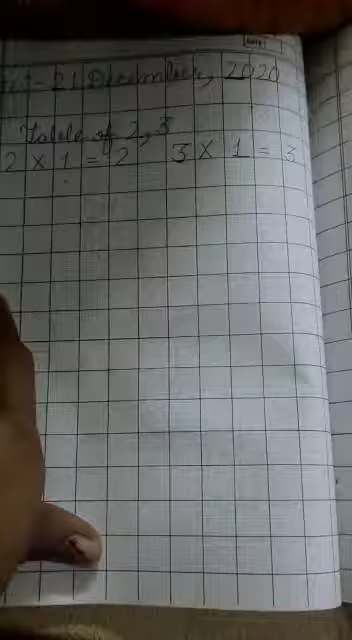 21 December, 2020
Table of 2, 3
2 X 1 = 2 3 X 1 = 3